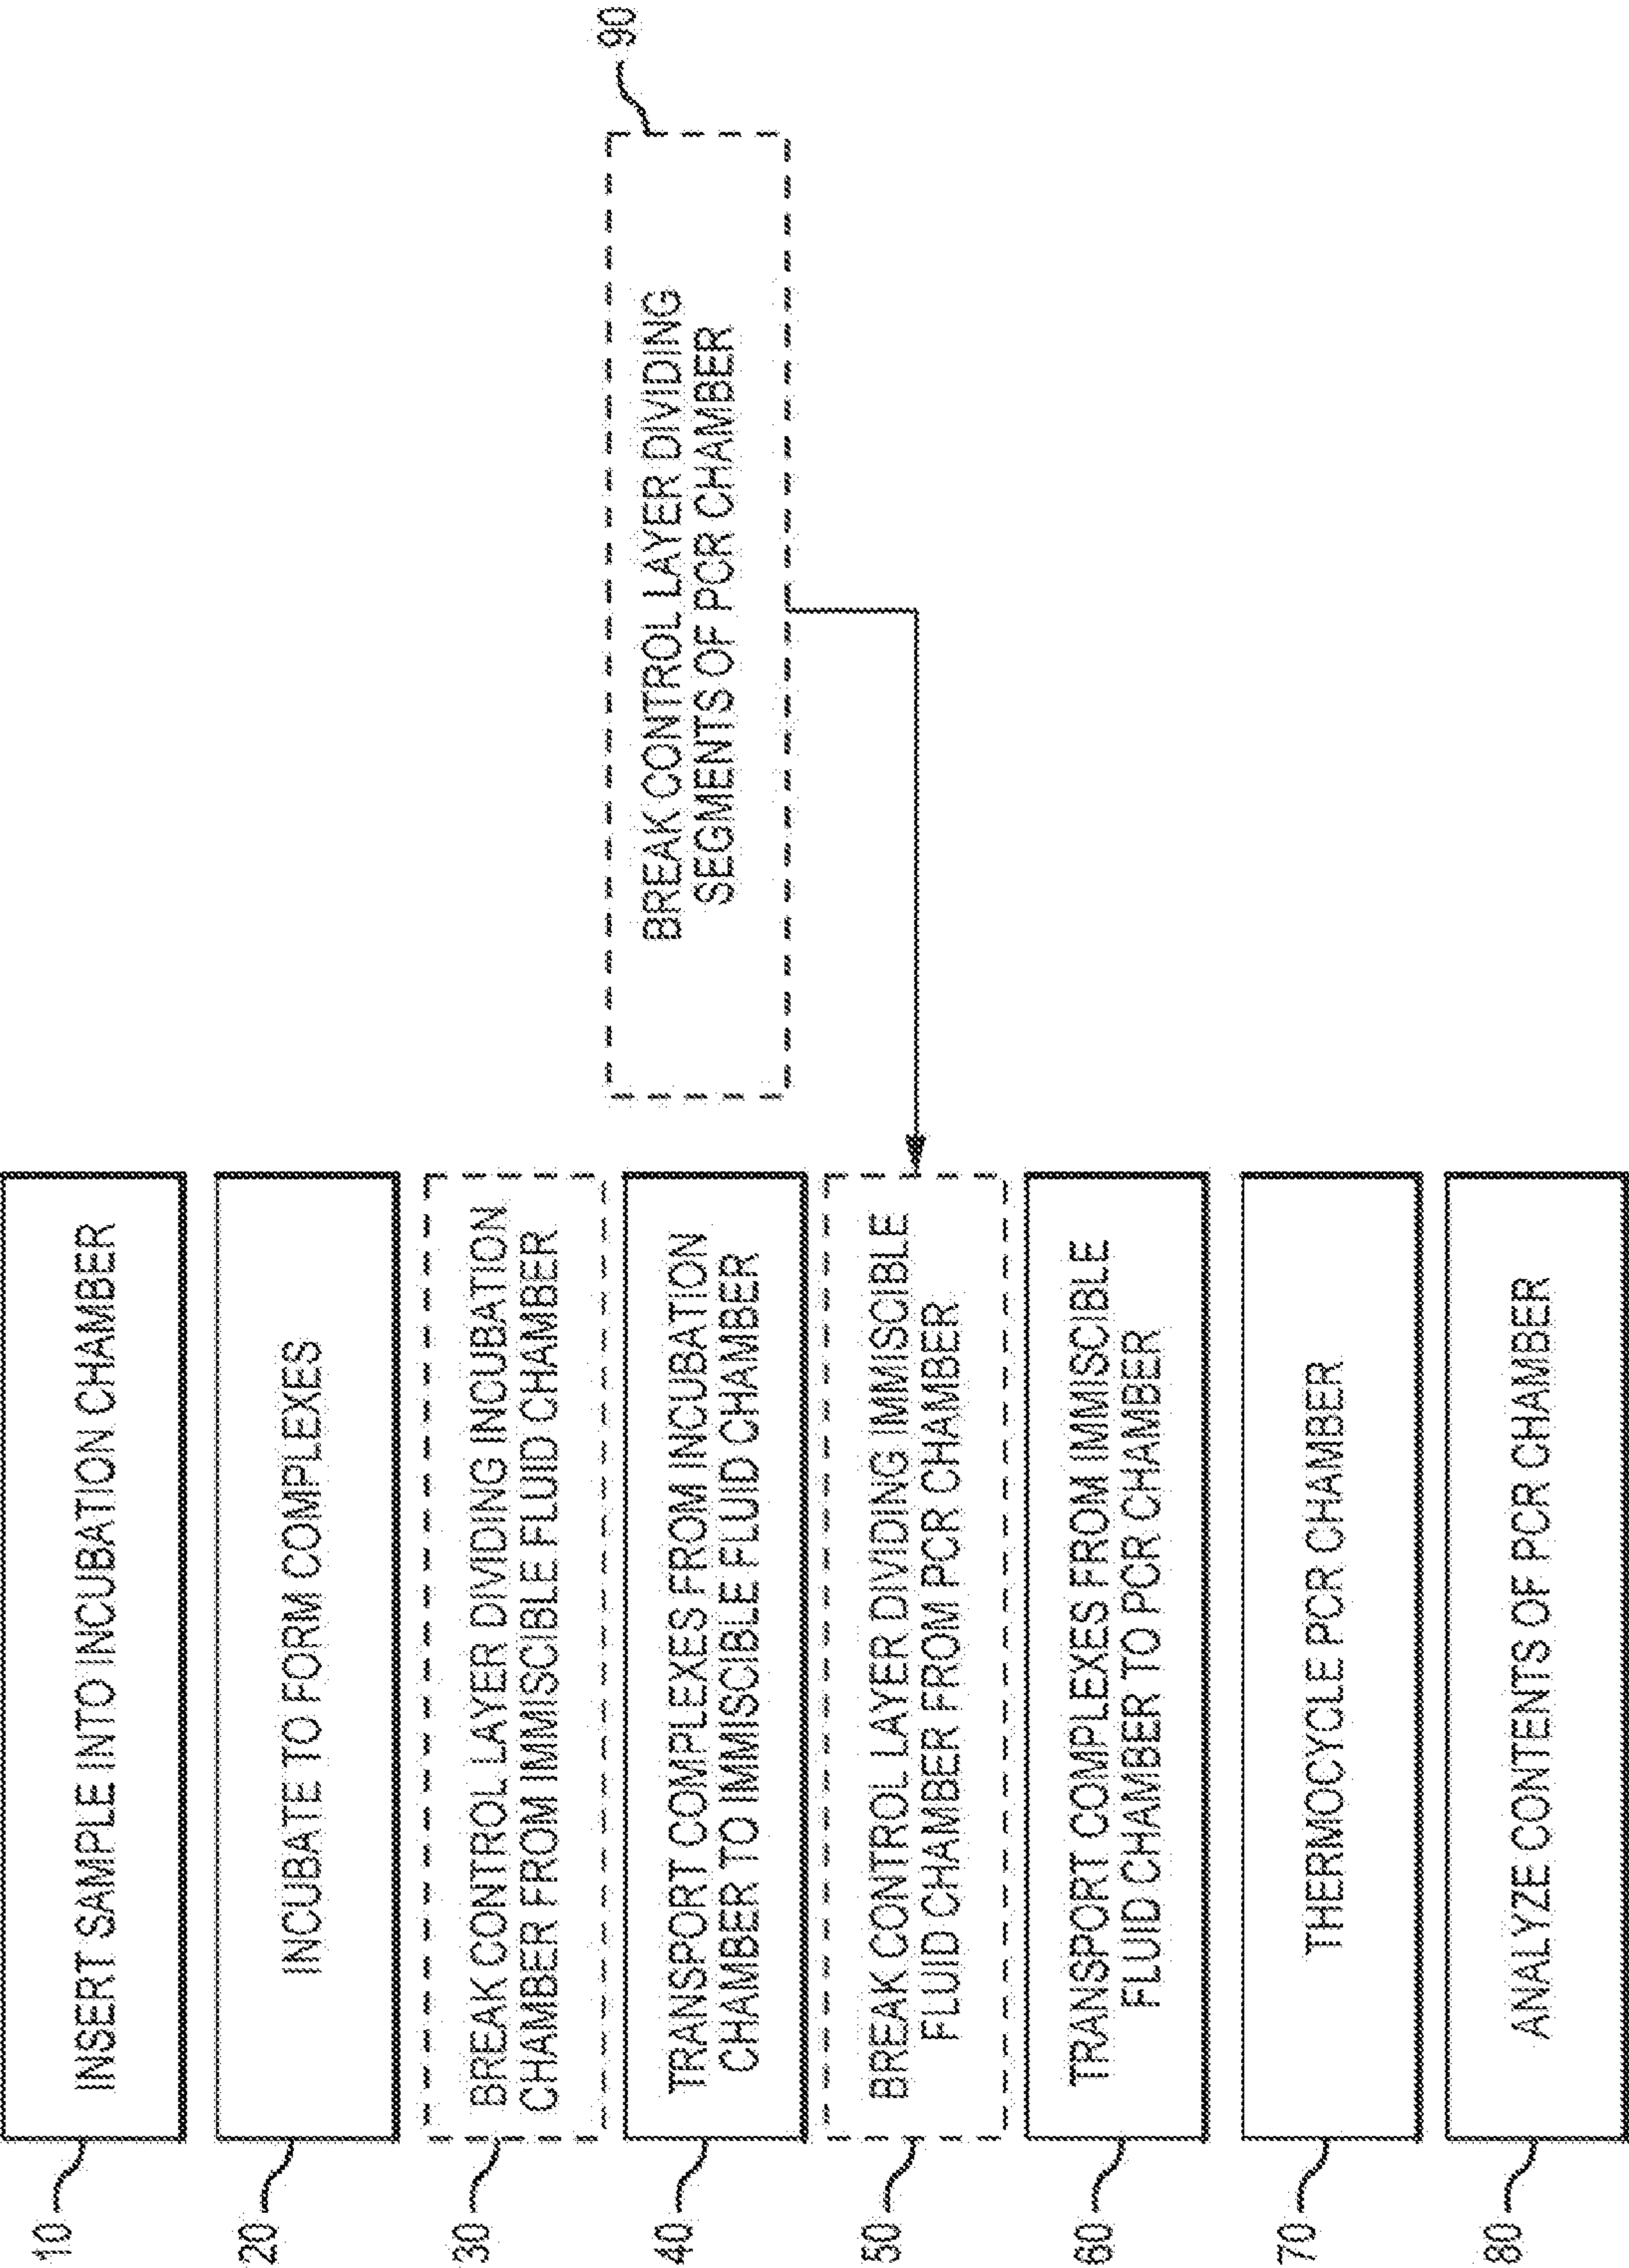 10
INSERT SAMPLE INTO INCUBATION CHAMBER
20
INCUBATE TO FORM COMPLEXES
30
BREAK CONTROL LAYER DIVIDING INCUBATION
CHAMBER FROM IMMISCIBLE FLUID CHAMBER
40
TRANSPORT COMPLEXES FROM INCUBATION
CHAMBER TO IMMISCIBLE FLUID CHAMBER
90
BREAK CONTROL LAYER DIVIDING
SEGMENTS OF PCR CHAMBER
50
BREAK CONTROL LAYER DIVIDING IMMISCIBLE
FLUID CHAMBER FROM PCR CHAMBER
60
TRANSPORT COMPLEXES FROM IMMISCIBLE
FLUID CHAMBER TO PCR CHAMBER
70
THERMOCYCLE PCR CHAMBER
80
ANALYZE CONTENTS OF PCR CHAMBER